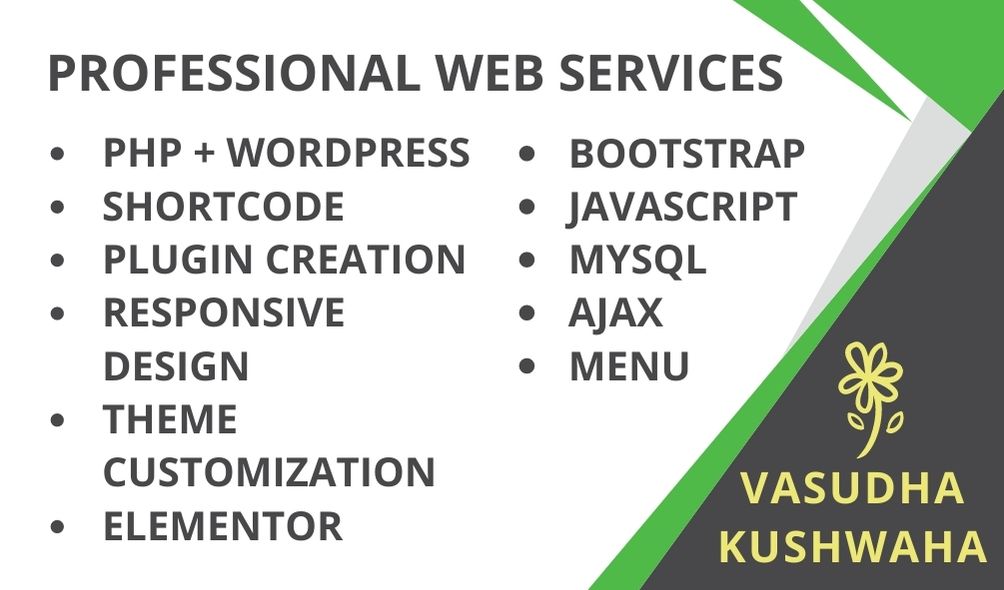 PROFESSIONAL WEB SERVICES
• PHP + WORDPRESS
• SHORTCODE
• PLUGIN CREATION
• RESPONSIVE
DESIGN
• THEME
CUSTOMIZATION
• ELEMENTOR
• BOOTSTRAP
• JAVASCRIPT
• MYSQL
• AJAX
• MENU
VASUDHA
KUSHWAHA